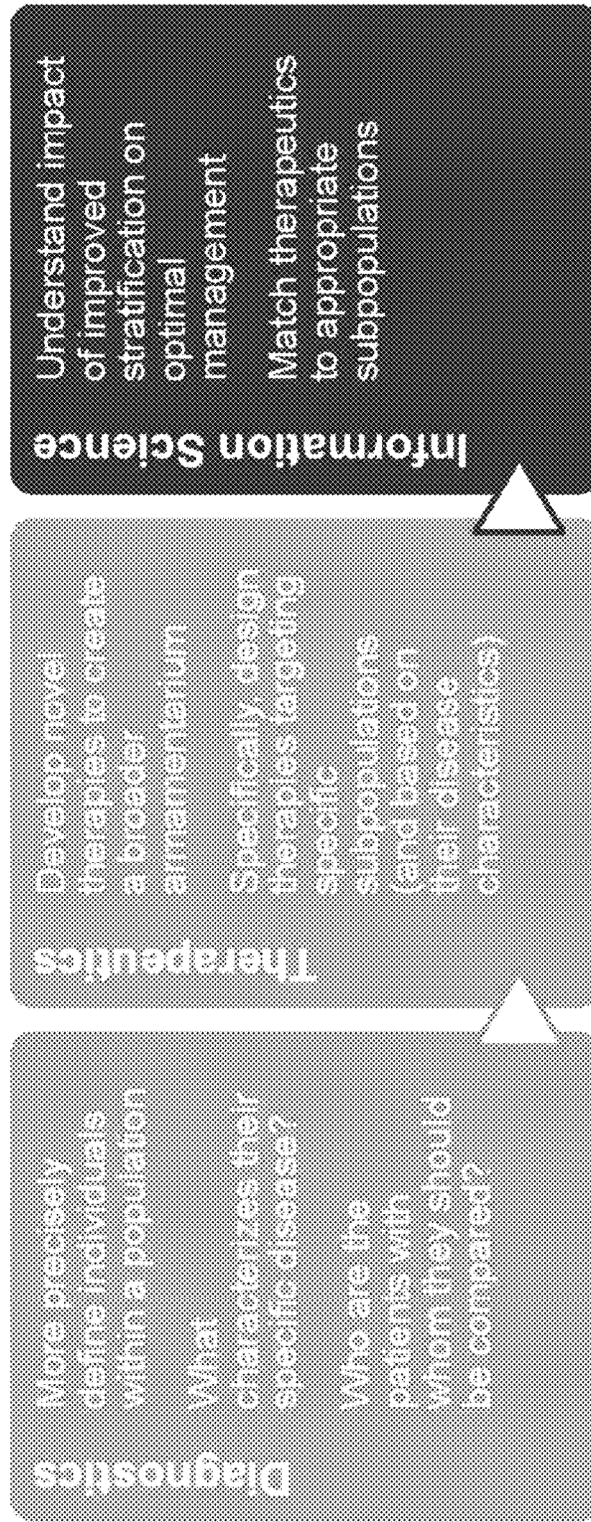 Diagnostics
More precisely
define individuals
within a population
What
characterizes their
specific disease?
Who are the
patients with
whom they should
be compared?
Therapeutics
Develop novel
therapies to create
a broader
armamenterium
Specifically, design
therapies targeting
specific
subpopulations
(and based on
their disease
characteristics)
Information Science
Understand impact
of improved
stratification on
optimal
management
Match therapeutics
to appropriate
subpopulations